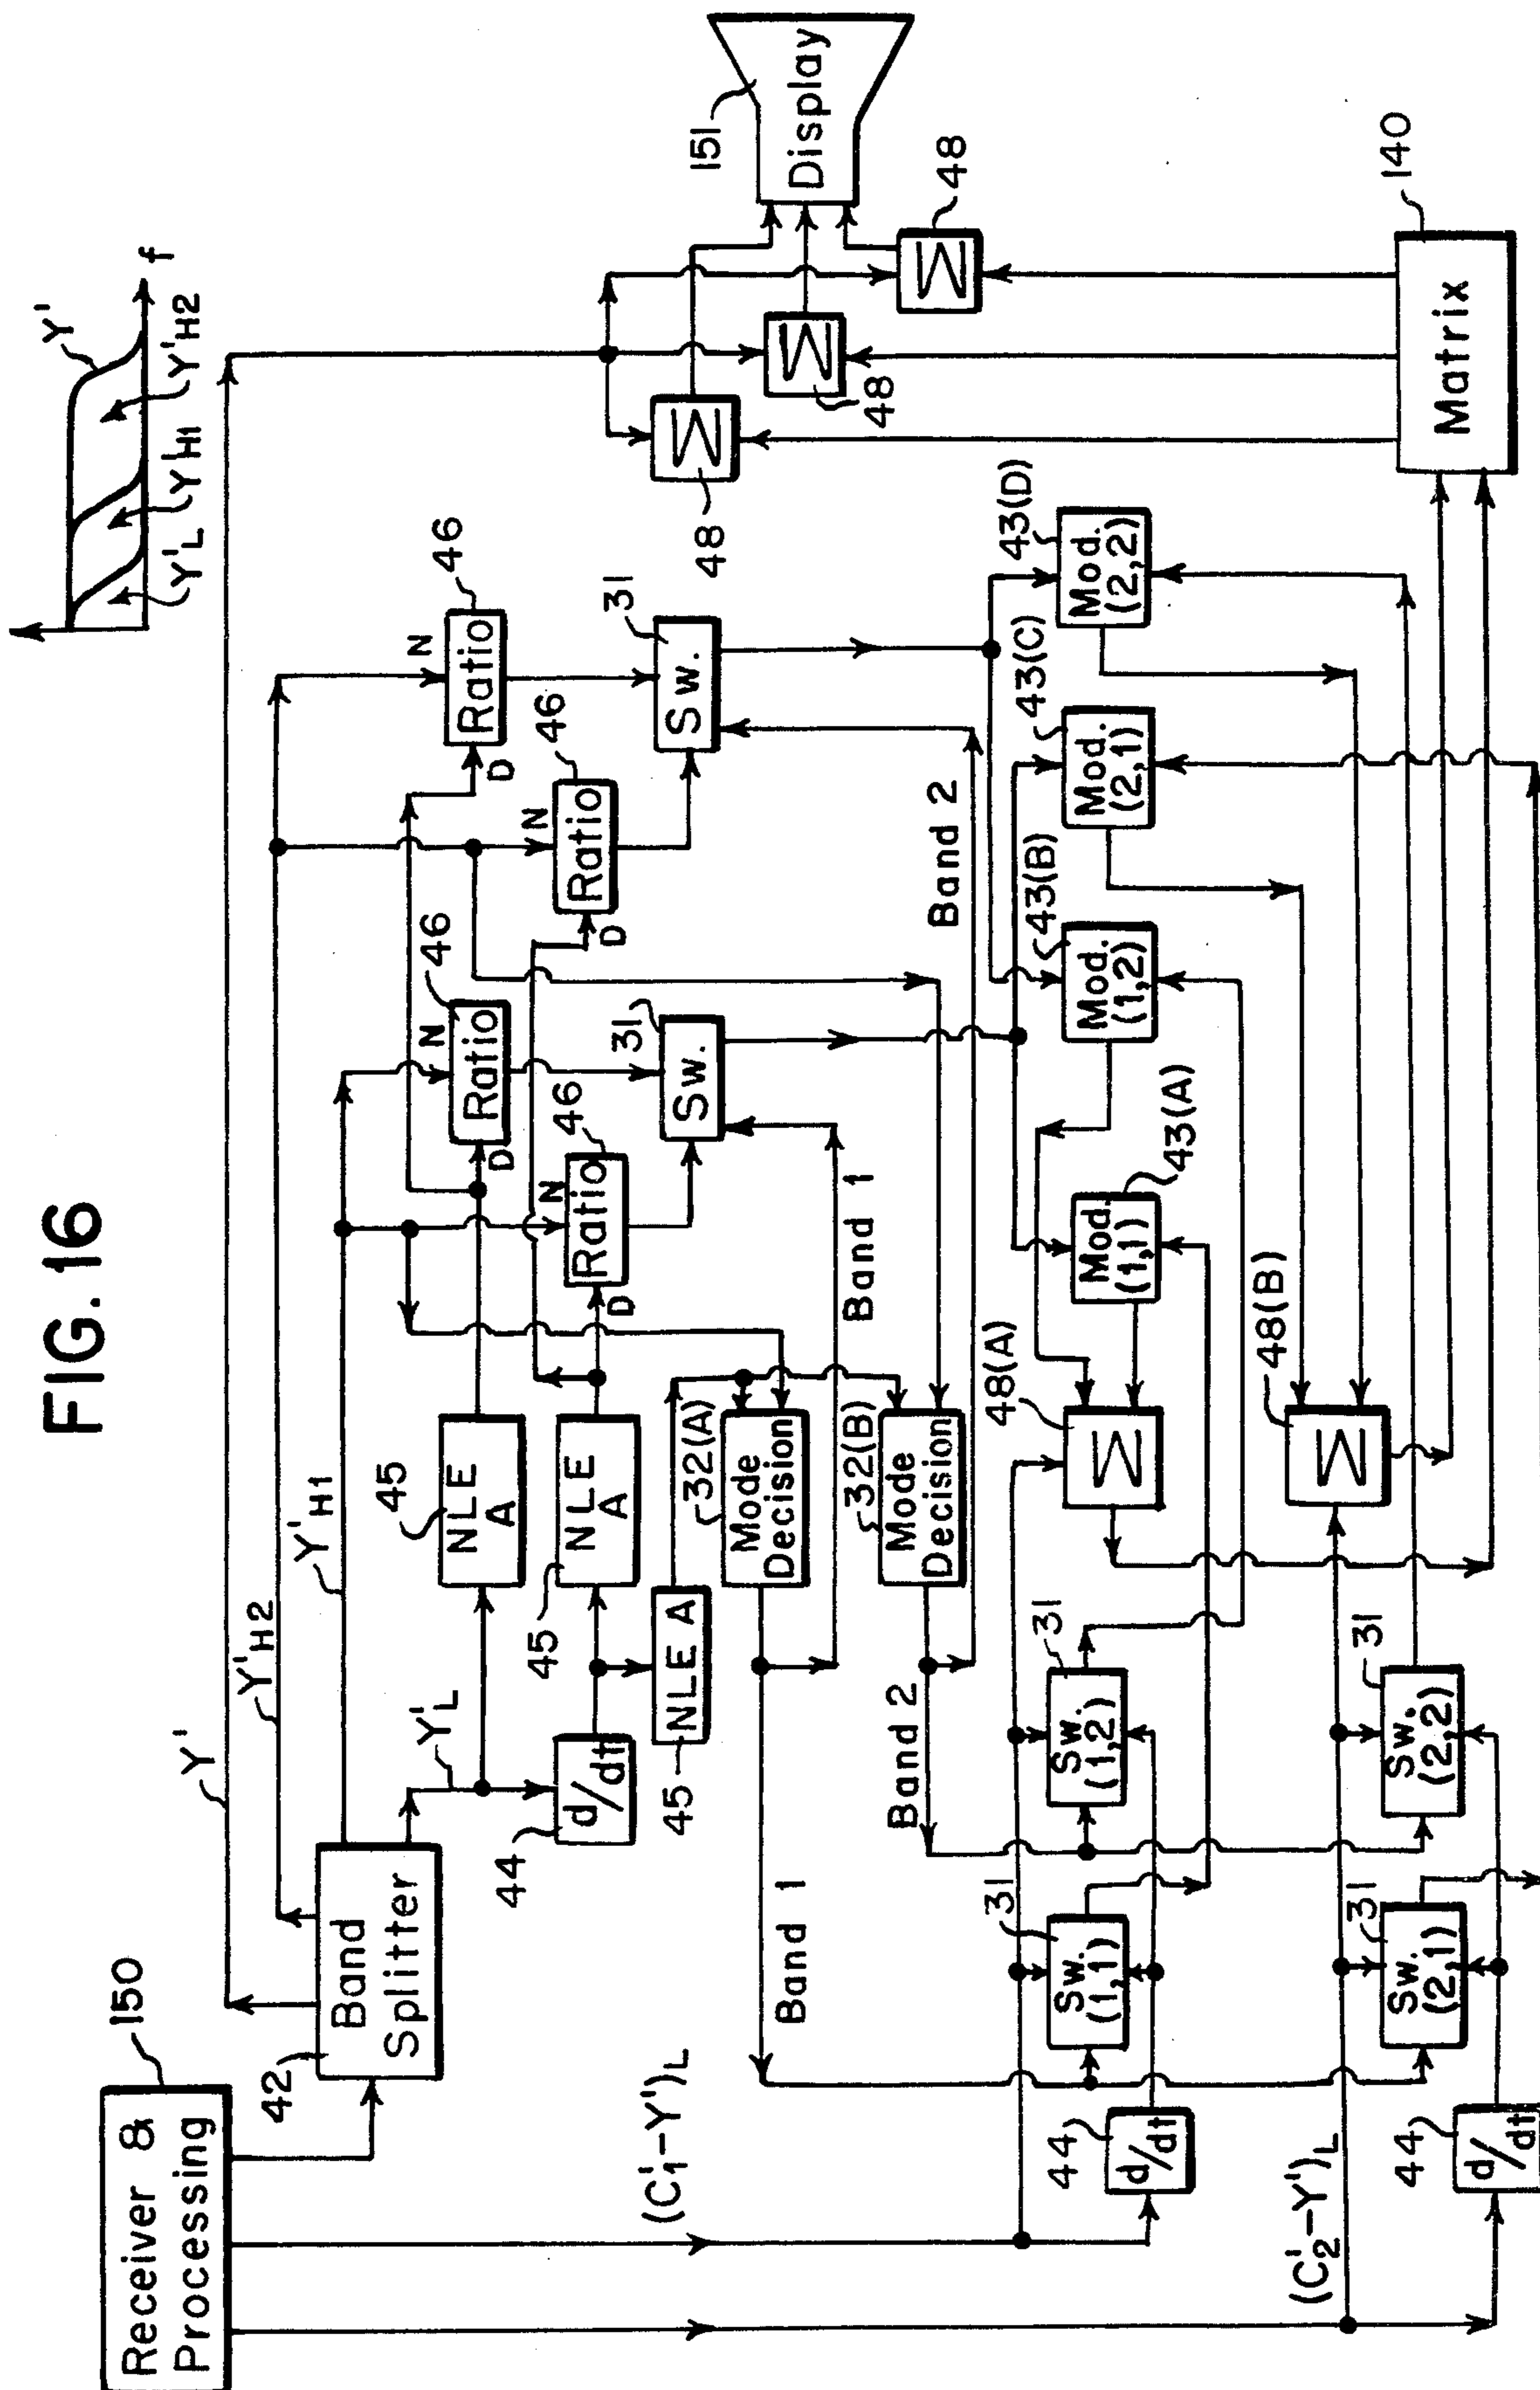 FIG. 16
Receiver &
Processing
150
42
Band
Splitter
Y'
Y'H2
Y'H1
Y'L
44
d/dt
45
NLE
A
45
NLE
A
45
NLE A
32(A)
Mode
Decision
32(B)
Mode
Decision
46
N
D
Ratio
46
N
D
Ratio
46
N
D
Ratio
46
N
D
Ratio
31
Sw.
31
Sw.
Band 1
Band 2
Band 1
Band 2
Y'
Y'H2
Y'H1
Y'L
f
(C'1-Y')L
(C'2-Y')L
44
d/dt
44
d/dt
31
Sw.
(1,1)
31
Sw.
(1,2)
31
Sw.
(2,1)
31
Sw.
(2,2)
48(A)
Σ
48(B)
Σ
43(A)
Mod.
(1,1)
43(B)
Mod.
(1,2)
43(C)
Mod.
(2,1)
43(D)
Mod.
(2,2)
48
Σ
48
Σ
48
Σ
151
Display
140
Matrix